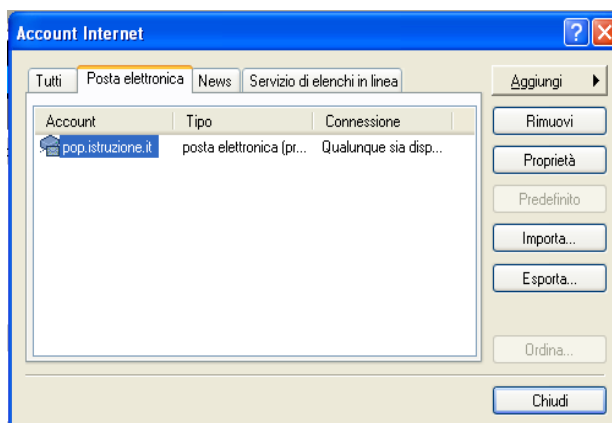 Account Internet
Tutti Posta elettronica News Servizio di elenchi in linea
Aggiungi
Account Tipo Connessione
Rimuovi
pop.istruzione.it posta elettronica (pr... Qualunque sia disp...
Proprietà
Predefinito
Importa...
Esporta...
Ordina...
Chiudi